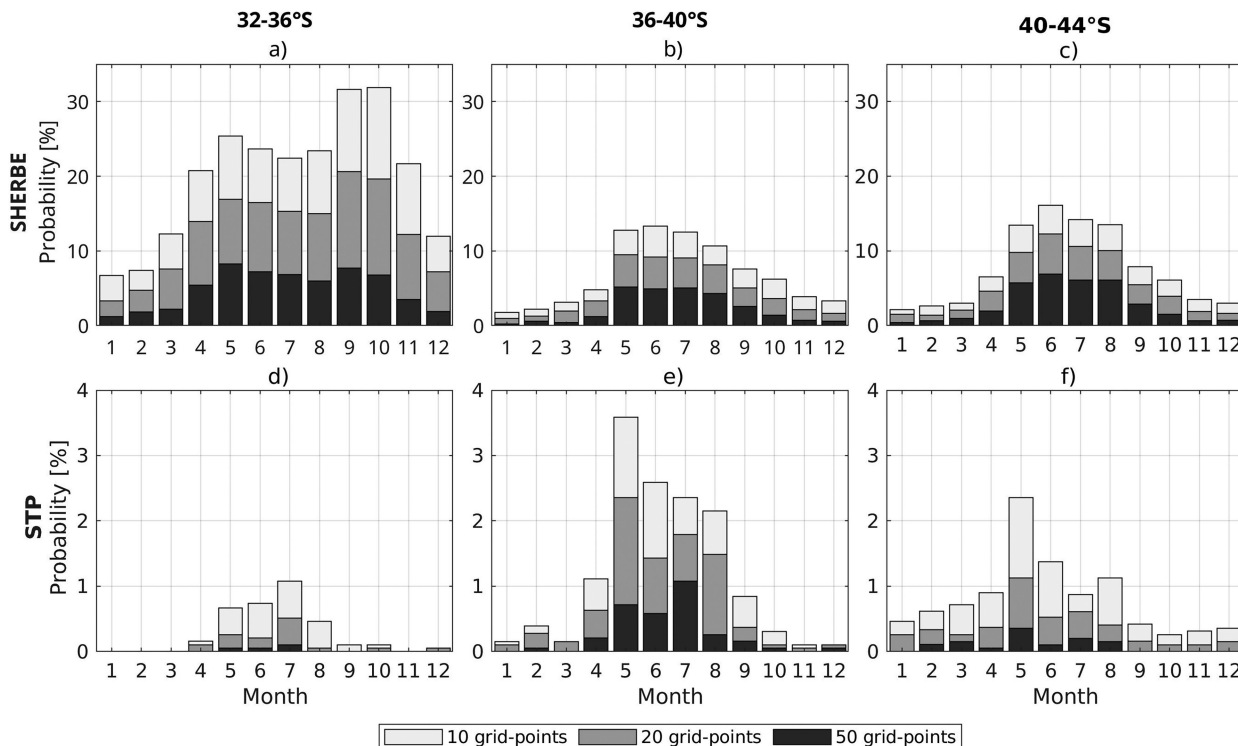 32-36°S 36-40°S 40-44°S
a) b) c)
SHERBE
Probability [%]
30 30 30
20 20 20
10 10 10
0 0 0
1 2 3 4 5 6 7 8 9 10 11 12 1 2 3 4 5 6 7 8 9 10 11 12 1 2 3 4 5 6 7 8 9 10 11 12
d) e) f)
STP
Probability [%]
4 4 4
3 3 3
2 2 2
1 1 1
0 0 0
1 2 3 4 5 6 7 8 9 10 11 12 1 2 3 4 5 6 7 8 9 10 11 12 1 2 3 4 5 6 7 8 9 10 11 12
Month Month Month
10 grid-points 20 grid-points 50 grid-points